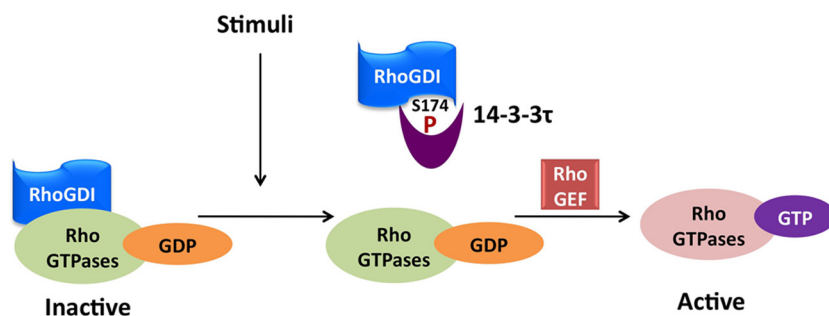 Stimuli
RhoGDI
S174
P
14-3-3τ
RhoGDI
Rho
GTPases
GDP
Rho
GTPases
GDP
Rho
GEF
Rho
GTPases
GTP
Inactive
Active